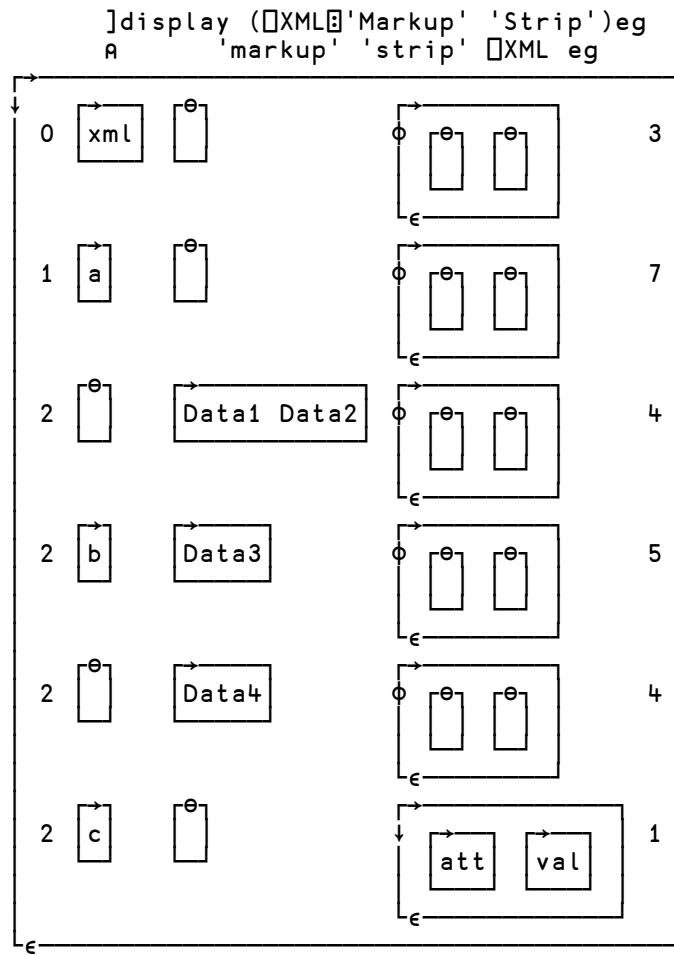 ]display (⎕XML⍠'Markup' 'Strip')eg
⍝ 'markup' 'strip' ⎕XML eg
┌→─────────────────────────────────────────
↓     ┌→──┐ ┌⊖┐           ┌→────────┐
│   0 │xml│ │ │           ⌽ ┌⊖┐ ┌⊖┐ │     3
│     └───┘ └─┘           │ │ │ │ │ │
│                         │ └─┘ └─┘ │
│                         └∊────────┘
│     ┌→┐   ┌⊖┐           ┌→────────┐
│   1 │a│   │ │           ⌽ ┌⊖┐ ┌⊖┐ │     7
│     └─┘   └─┘           │ │ │ │ │ │
│                         │ └─┘ └─┘ │
│                         └∊────────┘
│     ┌⊖┐   ┌→──────────┐ ┌→────────┐
│   2 │ │   │Data1 Data2│ ⌽ ┌⊖┐ ┌⊖┐ │     4
│     └─┘   └───────────┘ │ │ │ │ │ │
│                         │ └─┘ └─┘ │
│                         └∊────────┘
│     ┌→┐   ┌→────┐       ┌→────────┐
│   2 │b│   │Data3│       ⌽ ┌⊖┐ ┌⊖┐ │     5
│     └─┘   └─────┘       │ │ │ │ │ │
│                         │ └─┘ └─┘ │
│                         └∊────────┘
│     ┌⊖┐   ┌→────┐       ┌→────────┐
│   2 │ │   │Data4│       ⌽ ┌⊖┐ ┌⊖┐ │     4
│     └─┘   └─────┘       │ │ │ │ │ │
│                         │ └─┘ └─┘ │
│                         └∊────────┘
│     ┌→┐   ┌⊖┐           ┌→────────────┐
│   2 │c│   │ │           ↓ ┌→──┐ ┌→──┐ │ 1
│     └─┘   └─┘           │ │att│ │val│ │
│                         │ └───┘ └───┘ │
│                         └∊────────────┘
└∊─────────────────────────────────────────